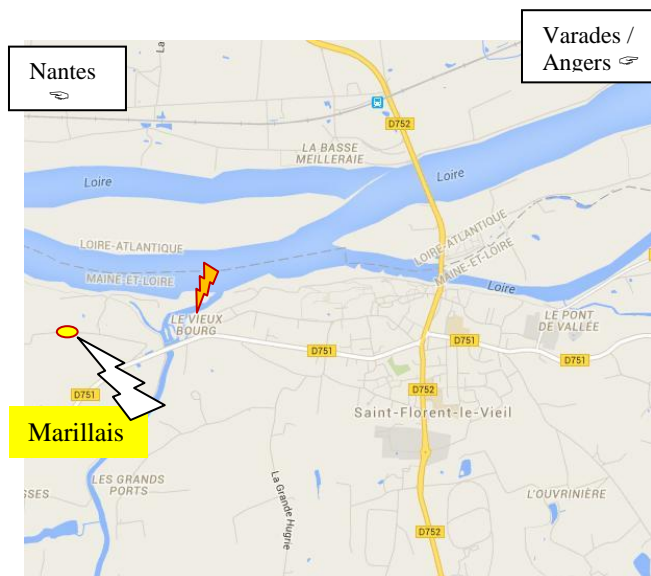 Nantes
☜
La
Varades /
Angers ☞
D752
LA BASSE
MEILLERAIE
Loire
Loire
LOIRE-ATLANTIQUE
MAINE-ET-LOIRE
LOIRE-ATLANTIQUE
MAINE-ET-LOIRE
Loire
LE VIEUX
BOURG
LE PONT
DE VALLÉE
D751
D751
D751
D751
D752
Saint-Florent-le-Vieil
Marillais
LES GRANDS
PORTS
SSES
La Grande Hugrie
L'OUVRINIÈRE
D752